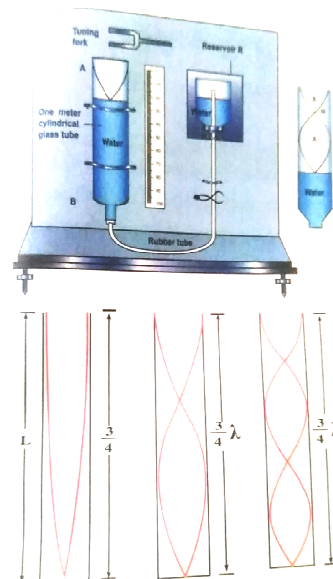 Tuning
fork
Reservoir R
A
One meter
cylindrical
glass tube
Water
Water
B
Rubber tube
A
N
A
Water
L
3/4
3/4 λ
3/4